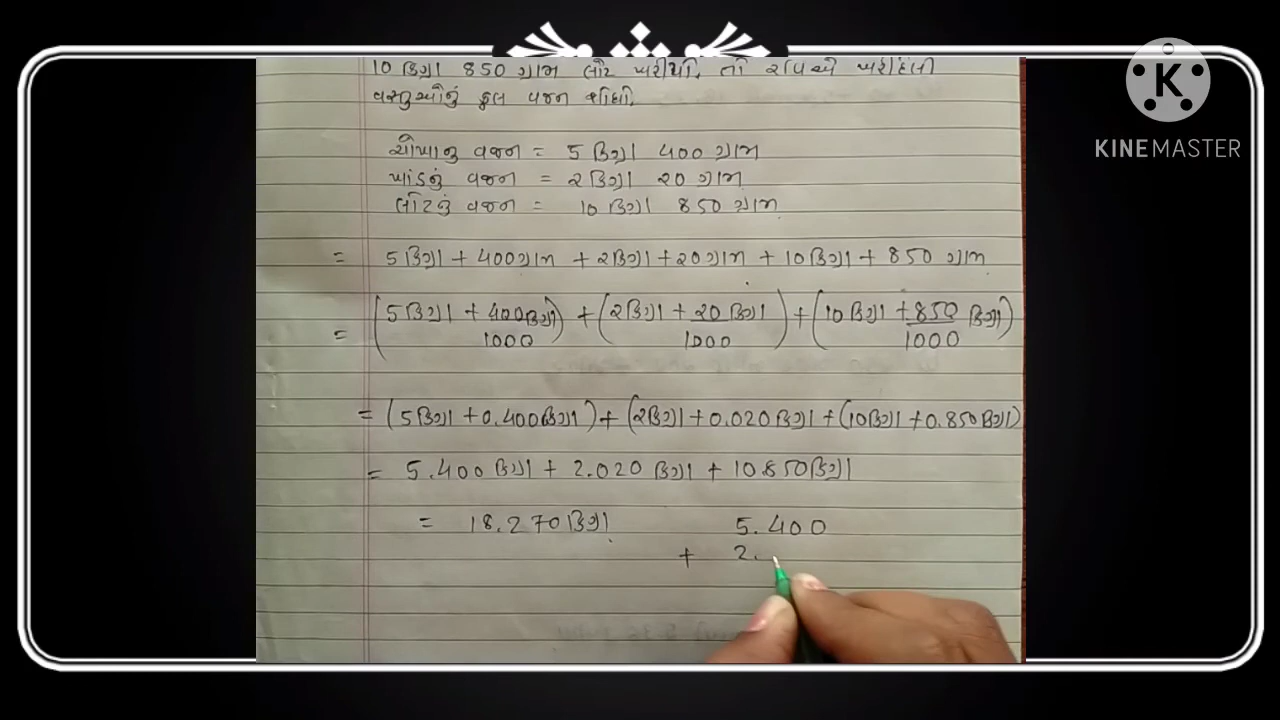 10 કિગ્રા 850 ગ્રામ લોટ ખરીદ્યો, તો રવિએ ખરીદેલી
વસ્તુઓનું કુલ વજન શોધો.
ચોખાનુ વજન = 5 કિગ્રા 400 ગ્રામ
ખાંડનું વજન = 2 કિગ્રા 20 ગ્રામ
લોટનું વજન = 10 કિગ્રા 850 ગ્રામ
= 5 કિગ્રા + 400 ગ્રામ + 2 કિગ્રા + 20 ગ્રામ + 10 કિગ્રા + 850 ગ્રામ
= (5 કિગ્રા + 400/1000 કિગ્રા) + (2 કિગ્રા + 20/1000 કિગ્રા) + (10 કિગ્રા + 850/1000 કિગ્રા)
= (5 કિગ્રા + 0.400 કિગ્રા) + (2 કિગ્રા + 0.020 કિગ્રા + (10 કિગ્રા + 0.850 કિગ્રા)
= 5.400 કિગ્રા + 2.020 કિગ્રા + 10.850 કિગ્રા
= 18.270 કિગ્રા.
5.400
+ 2.
K
KINEMASTER